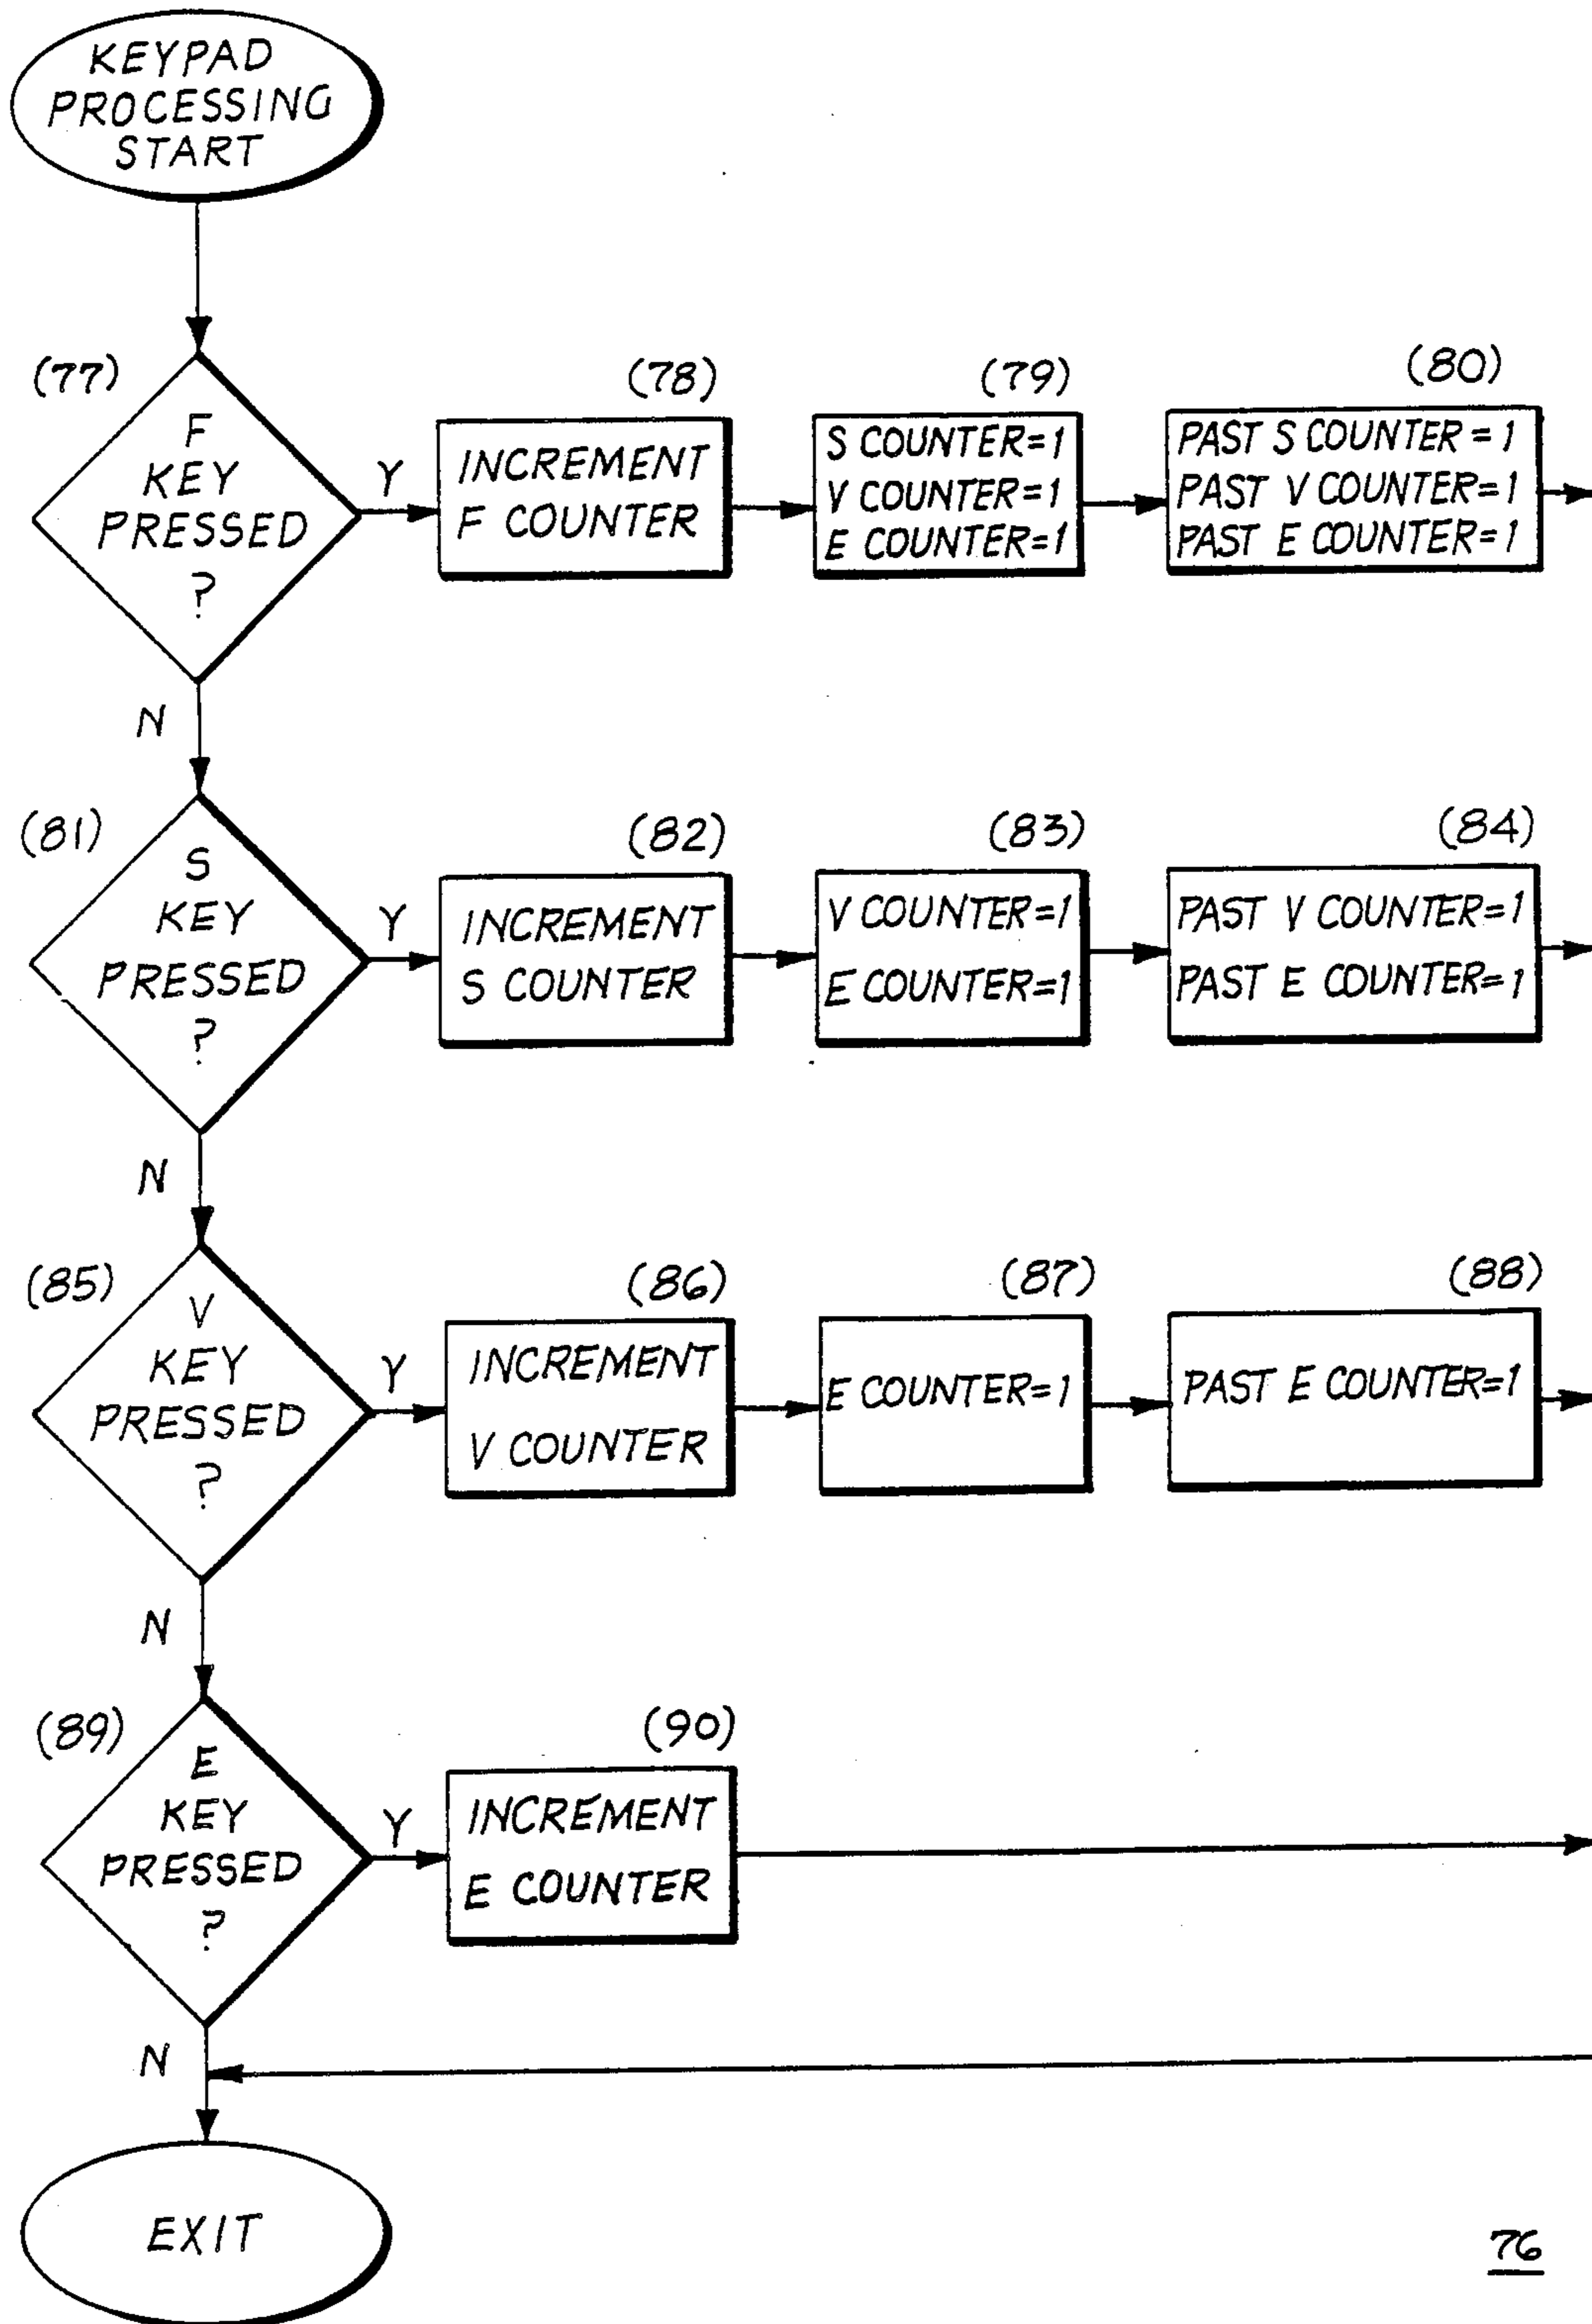 KEYPAD
PROCESSING
START
(77)
F
KEY
PRESSED
?
Y
N
(78)
INCREMENT
F COUNTER
(79)
S COUNTER=1
V COUNTER=1
E COUNTER=1
(80)
PAST S COUNTER=1
PAST V COUNTER=1
PAST E COUNTER=1
(81)
S
KEY
PRESSED
?
Y
N
(82)
INCREMENT
S COUNTER
(83)
V COUNTER=1
E COUNTER=1
(84)
PAST V COUNTER=1
PAST E COUNTER=1
(85)
V
KEY
PRESSED
?
Y
N
(86)
INCREMENT
V COUNTER
(87)
E COUNTER=1
(88)
PAST E COUNTER=1
(89)
E
KEY
PRESSED
?
Y
N
(90)
INCREMENT
E COUNTER
EXIT
76